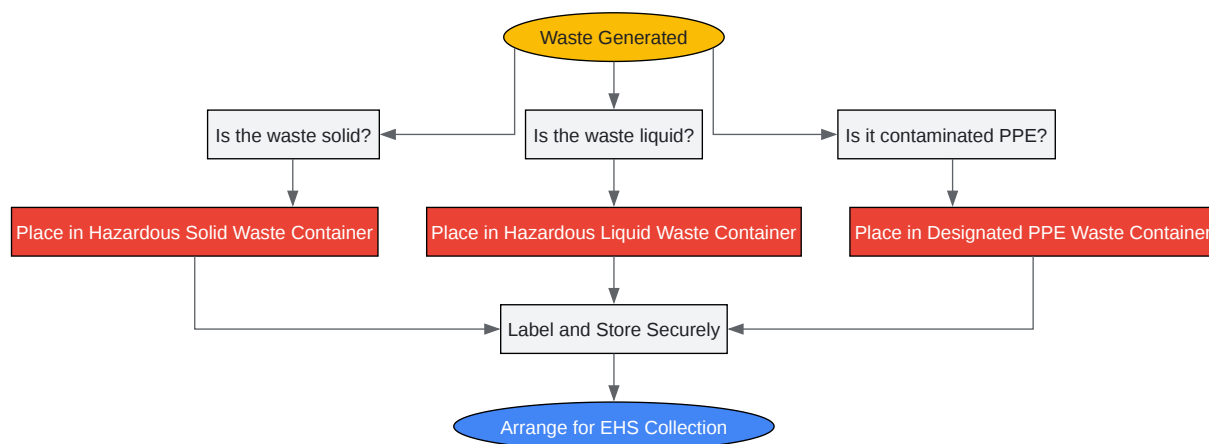 Waste Generated
Is the waste solid?
Is the waste liquid?
Is it contaminated PPE?
Place in Hazardous Solid Waste Container
Place in Hazardous Liquid Waste Container
Place in Designated PPE Waste Container
Label and Store Securely
Arrange for EHS Collection